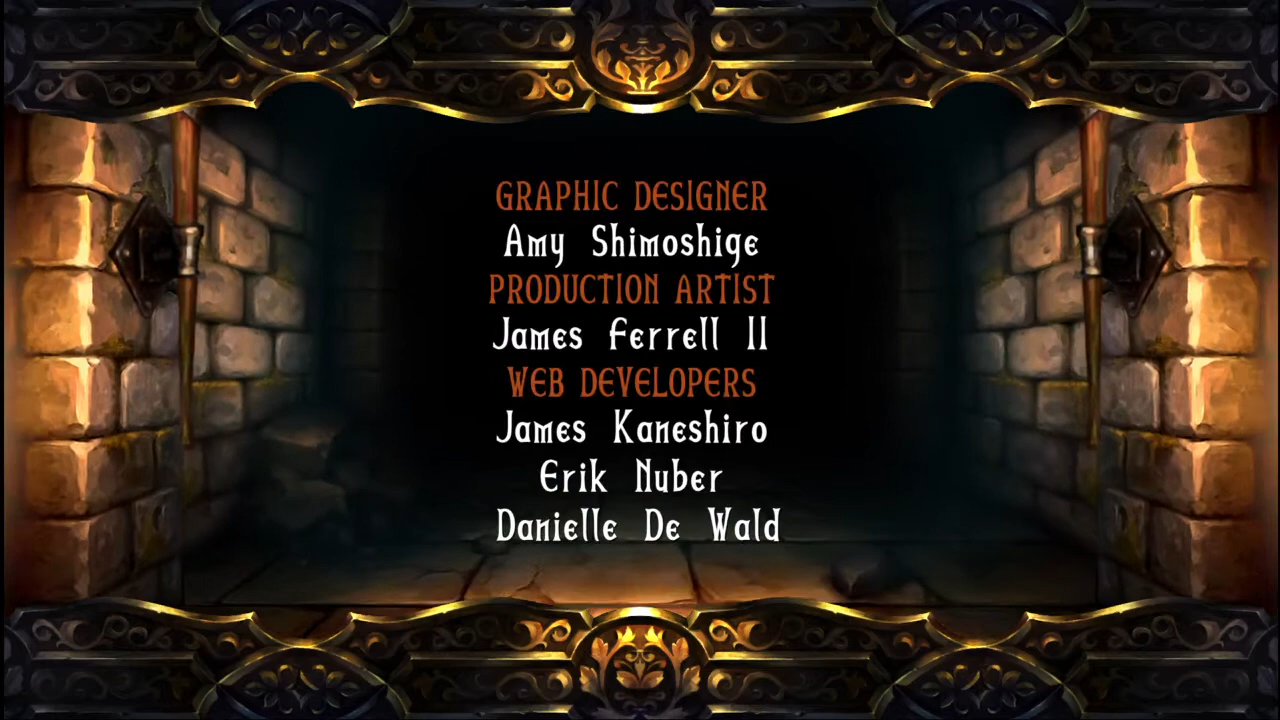 GRAPHIC DESIGNER
Amy Shimoshige
PRODUCTION ARTIST
James Ferrell II
WEB DEVELOPERS
James Kaneshiro
Erik Nuber
Danielle De Wald